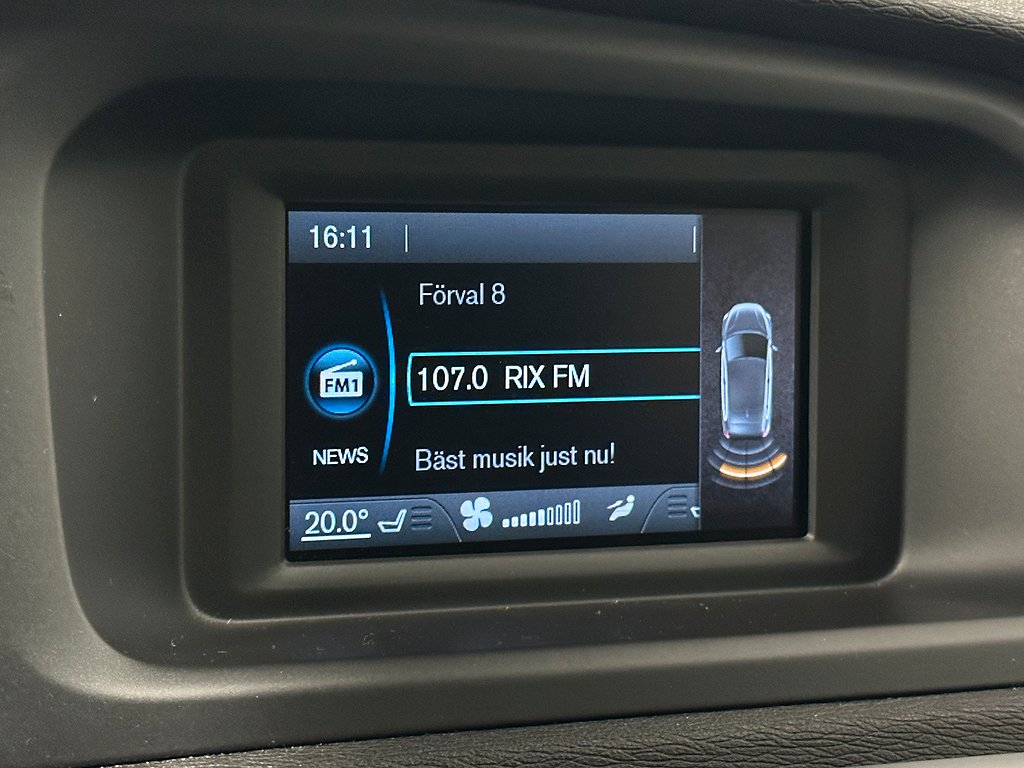 16:11
Förval 8
FM1
107.0 RIX FM
NEWS
Bäst musik just nu!
20.0°